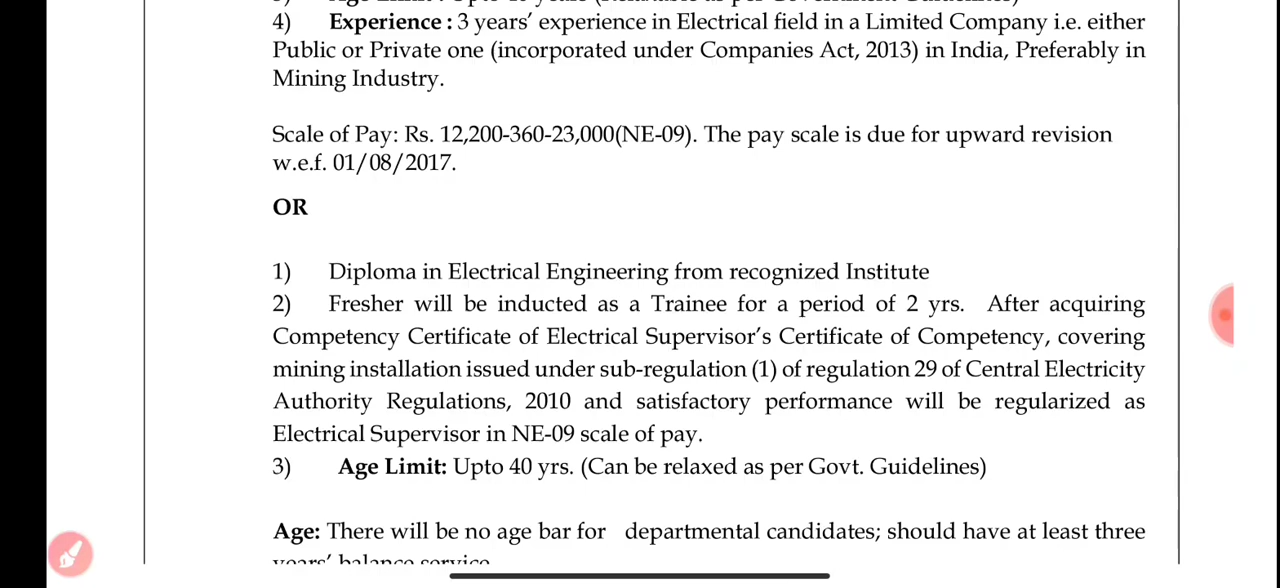 4) Experience : 3 years’ experience in Electrical field in a Limited Company i.e. either
Public or Private one (incorporated under Companies Act, 2013) in India, Preferably in
Mining Industry.
Scale of Pay: Rs. 12,200-360-23,000(NE-09). The pay scale is due for upward revision
w.e.f. 01/08/2017.
OR
1) Diploma in Electrical Engineering from recognized Institute
2) Fresher will be inducted as a Trainee for a period of 2 yrs. After acquiring
Competency Certificate of Electrical Supervisor’s Certificate of Competency, covering
mining installation issued under sub-regulation (1) of regulation 29 of Central Electricity
Authority Regulations, 2010 and satisfactory performance will be regularized as
Electrical Supervisor in NE-09 scale of pay.
3) Age Limit: Upto 40 yrs. (Can be relaxed as per Govt. Guidelines)
Age: There will be no age bar for departmental candidates; should have at least three
years’ balance service